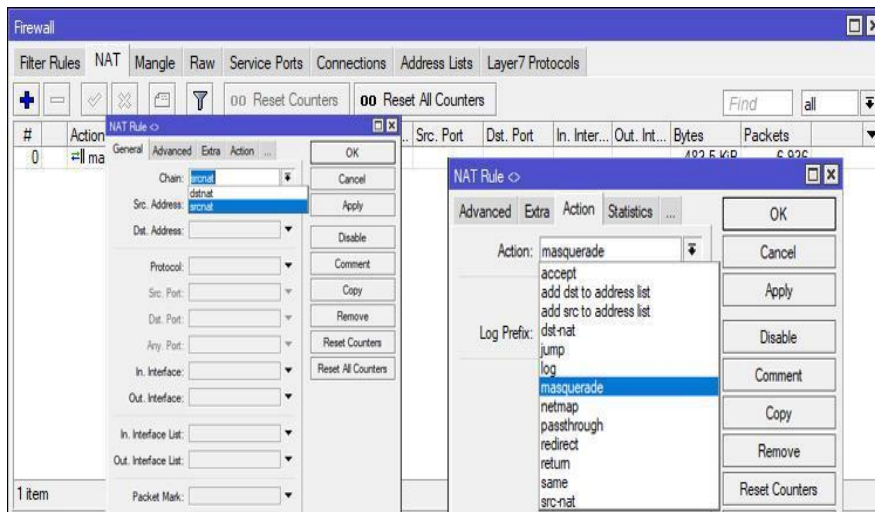 Firewall
Filter Rules NAT Mangle Raw Service Ports Connections Address Lists Layer7 Protocols
00 Reset Counters 00 Reset All Counters Find all
# Action Src. Port Dst. Port In. Inter... Out. Int... Bytes Packets
0 ma 482.5 KiB 6 926
NAT Rule <>
General Advanced Extra Action ...
Chain: srcnat
dstnat
srcnat
Src. Address:
Dst. Address:
Protocol:
Src. Port:
Dst. Port:
Any. Port:
In. Interface:
Out. Interface:
In. Interface List:
Out. Interface List:
Packet Mark:
OK
Cancel
Apply
Disable
Comment
Copy
Remove
Reset Counters
Reset All Counters
NAT Rule <>
Advanced Extra Action Statistics ...
Action: masquerade
accept
add dst to address list
add src to address list
Log Prefix: dst-nat
jump
log
masquerade
netmap
passthrough
redirect
return
same
src-nat
OK
Cancel
Apply
Disable
Comment
Copy
Remove
Reset Counters
1 item